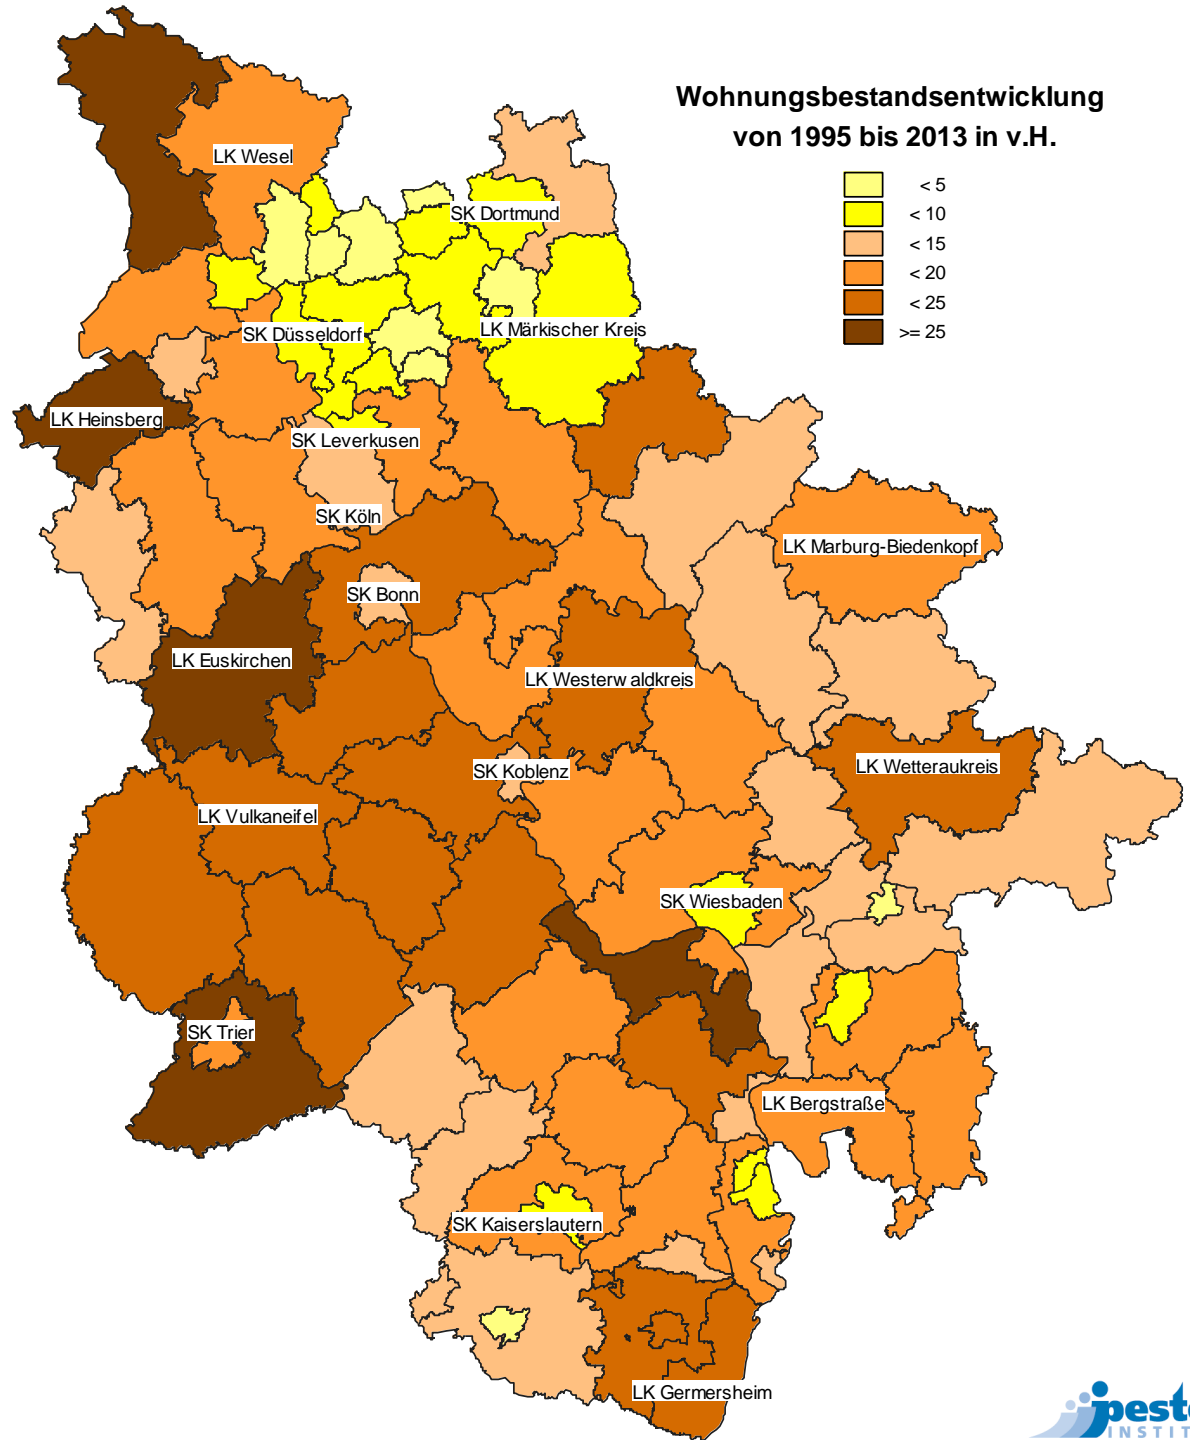 Wohnungsbestandsentwicklung
von 1995 bis 2013 in v.H.
< 5
< 10
< 15
< 20
< 25
>= 25
LK Wesel
SK Dortmund
SK Düsseldorf
LK Märkischer Kreis
LK Heinsberg
SK Leverkusen
SK Köln
LK Marburg-Biedenkopf
SK Bonn
LK Euskirchen
LK Westerwaldkreis
SK Koblenz
LK Wetteraukreis
LK Vulkaneifel
SK Wiesbaden
SK Trier
LK Bergstraße
SK Kaiserslautern
LK Germersheim